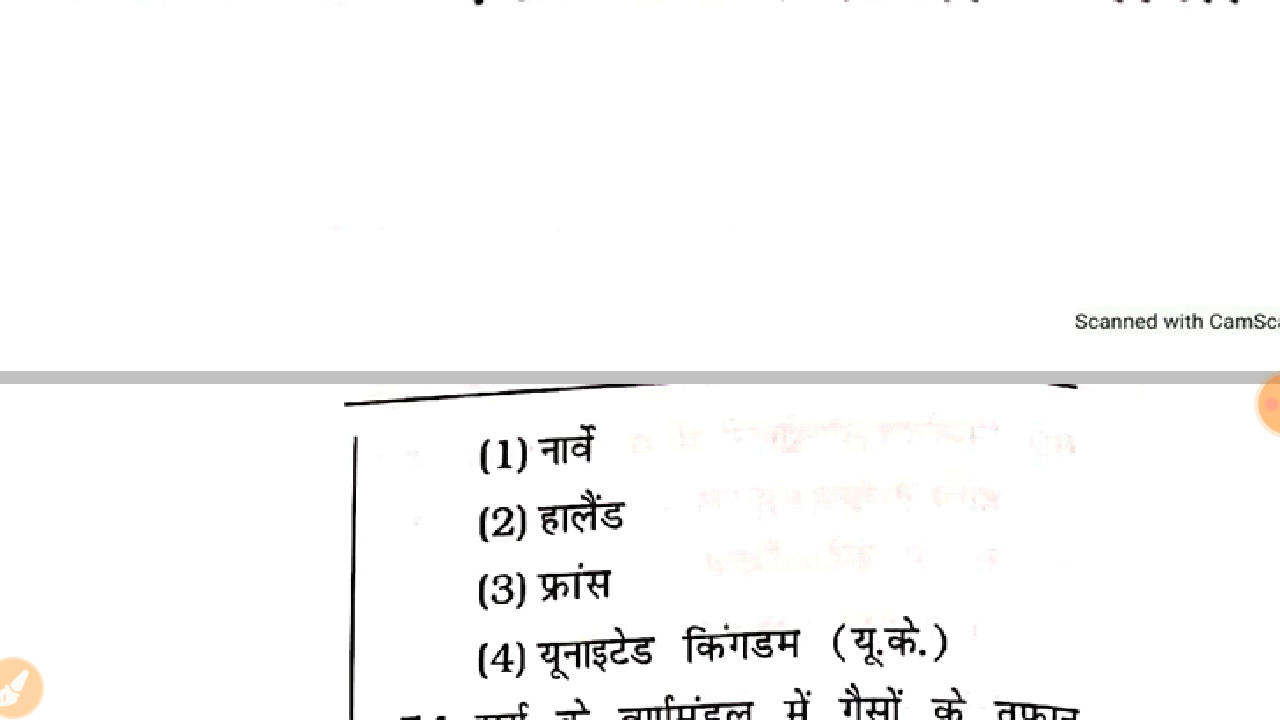 Scanned with CamSc
(1) नार्वे
(2) हालैंड
(3) फ्रांस
(4) यूनाइटेड किंगडम (यू.के.)
में गैसों के